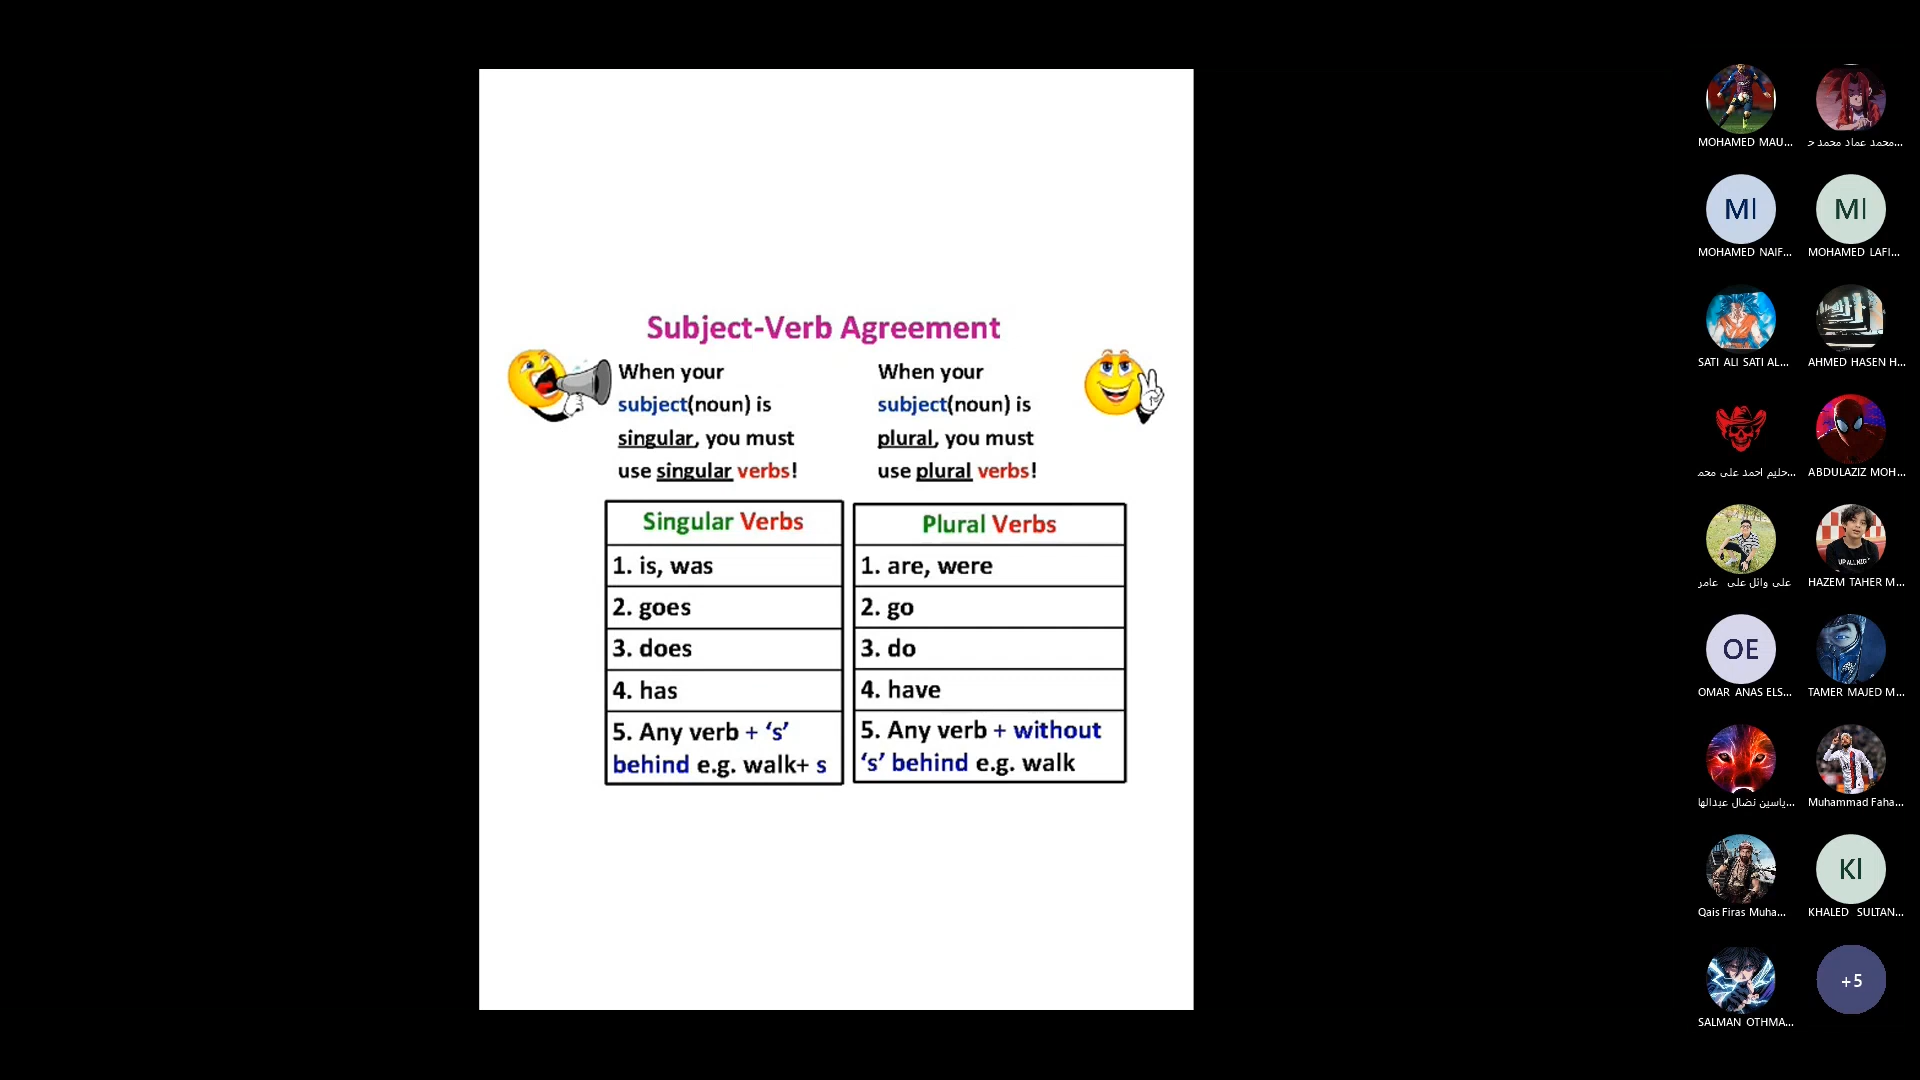 Subject-Verb Agreement
When your
subject(noun) is
singular, you must
use singular verbs!
When your
subject(noun) is
plural, you must
use plural verbs!
Singular Verbs
1. is, was
2. goes
3. does
4. has
5. Any verb + ‘s’
behind e.g. walk+ s
Plural Verbs
1. are, were
2. go
3. do
4. have
5. Any verb + without
‘s’ behind e.g. walk
MOHAMED MAU...
محمد عماد محمد ح...
MI
MOHAMED NAIF...
MI
MOHAMED LAFI...
SATI ALI SATI AL...
AHMED HASEN H...
حليم احمد على محمد...
ABDULAZIZ MOH...
على وائل على عامر
HAZEM TAHER M...
OE
OMAR ANAS ELS...
TAMER MAJED M...
ياسين نضال عبدالها...
Muhammad Faha...
Qais Firas Muha...
KI
KHALED SULTAN...
SALMAN OTHMA...
+5